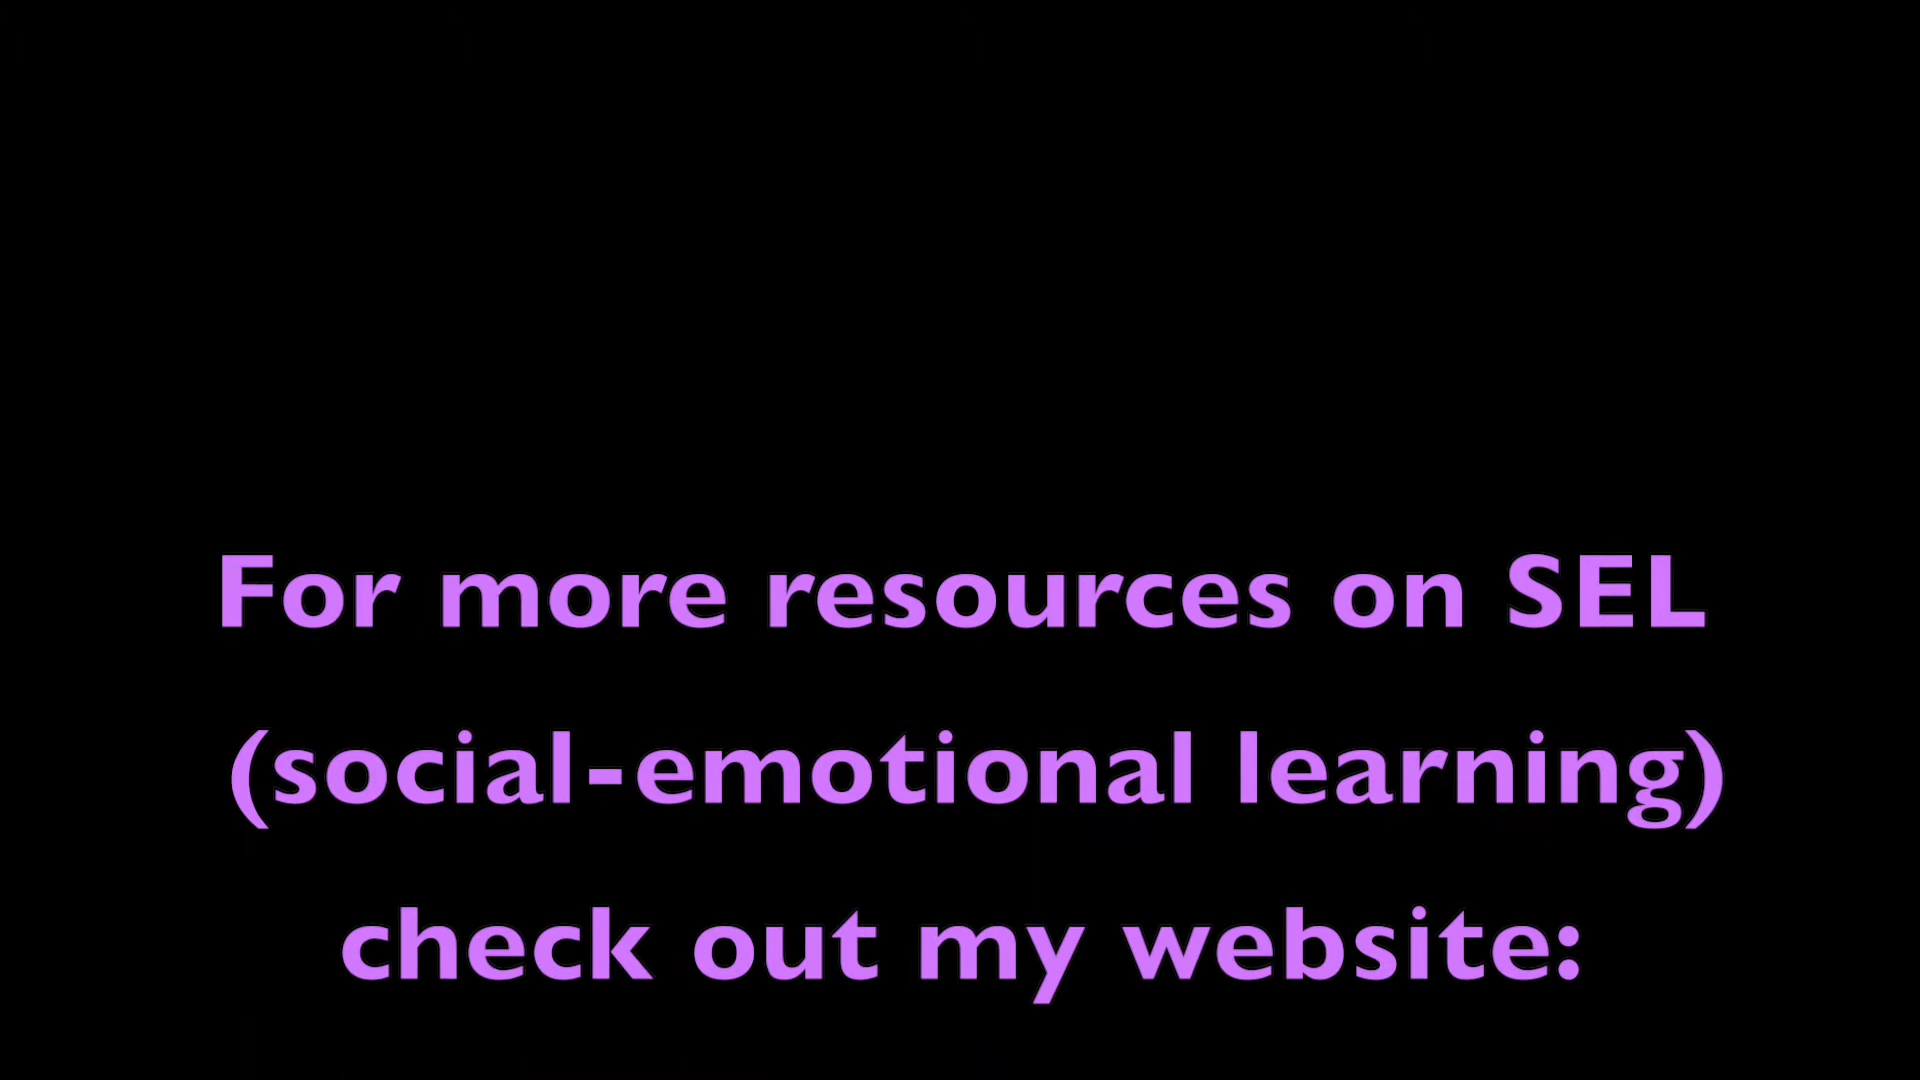 For more resources on SEL
(social-emotional learning)
check out my website: